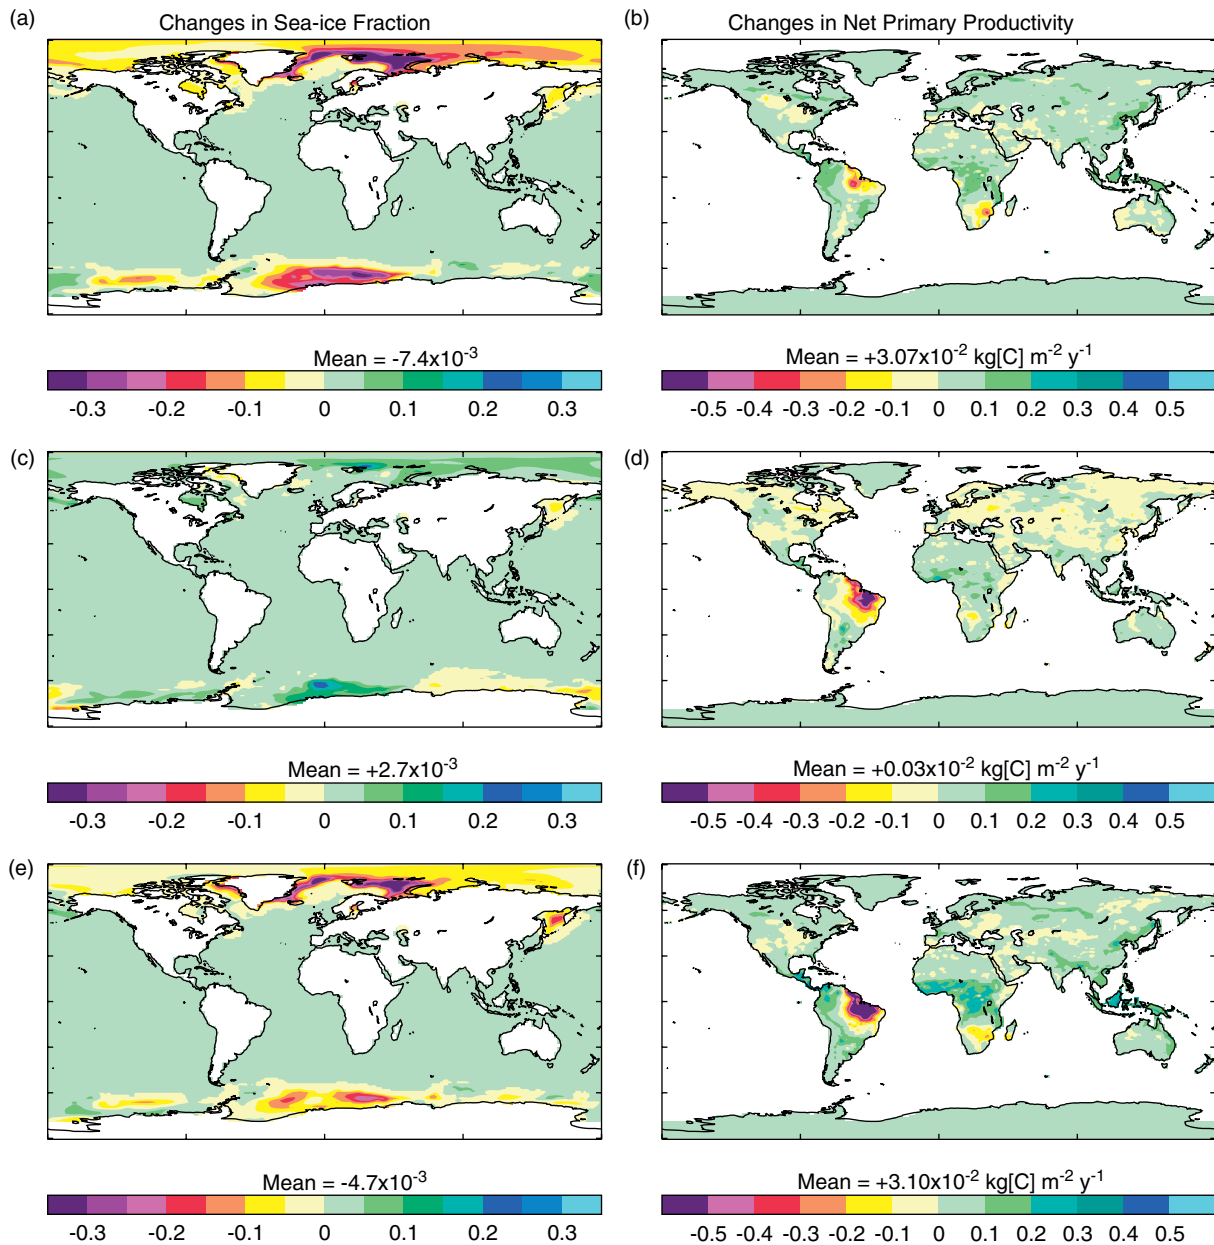 (a) Changes in Sea-ice Fraction
(b) Changes in Net Primary Productivity
Mean = -7.4x10⁻³
-0.3 -0.2 -0.1 0 0.1 0.2 0.3
Mean = +3.07x10⁻² kg[C] m⁻² y⁻¹
-0.5 -0.4 -0.3 -0.2 -0.1 0 0.1 0.2 0.3 0.4 0.5
(c)
(d)
Mean = +2.7x10⁻³
-0.3 -0.2 -0.1 0 0.1 0.2 0.3
Mean = +0.03x10⁻² kg[C] m⁻² y⁻¹
-0.5 -0.4 -0.3 -0.2 -0.1 0 0.1 0.2 0.3 0.4 0.5
(e)
(f)
Mean = -4.7x10⁻³
-0.3 -0.2 -0.1 0 0.1 0.2 0.3
Mean = +3.10x10⁻² kg[C] m⁻² y⁻¹
-0.5 -0.4 -0.3 -0.2 -0.1 0 0.1 0.2 0.3 0.4 0.5